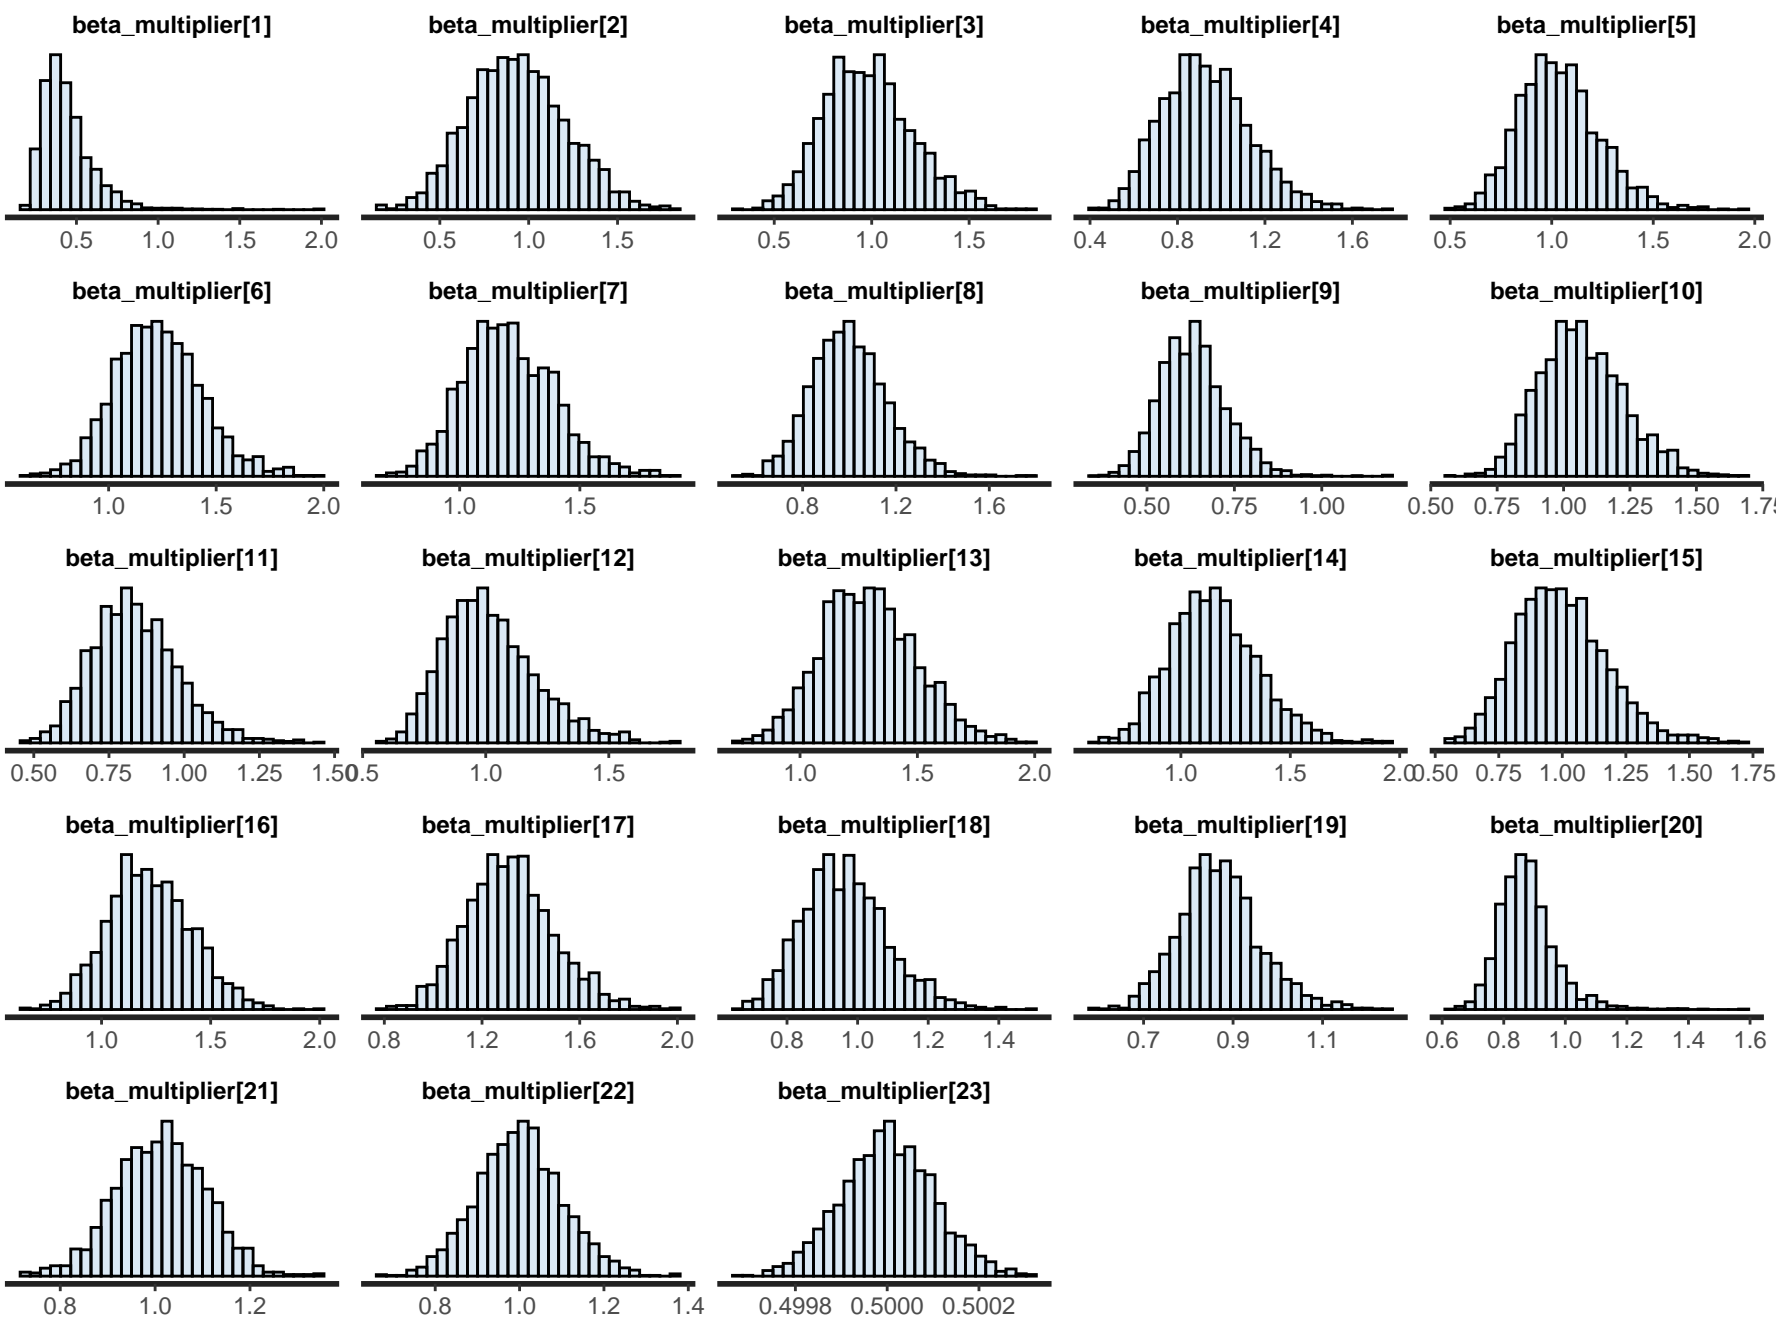 beta_multiplier[1] beta_multiplier[2] beta_multiplier[3] beta_multiplier[4] beta_multiplier[5]
0.5 1.0 1.5 2.0 0.5 1.0 1.5 0.5 1.0 1.5 0.4 0.8 1.2 1.6 0.5 1.0 1.5 2.0
beta_multiplier[6] beta_multiplier[7] beta_multiplier[8] beta_multiplier[9] beta_multiplier[10]
1.0 1.5 2.0 1.0 1.5 0.8 1.2 1.6 0.50 0.75 1.00 0.50 0.75 1.00 1.25 1.50 1.75
beta_multiplier[11] beta_multiplier[12] beta_multiplier[13] beta_multiplier[14] beta_multiplier[15]
0.50 0.75 1.00 1.25 1.50 0.5 1.0 1.5 1.0 1.5 2.0 1.0 1.5 2.0 0.50 0.75 1.00 1.25 1.50 1.75
beta_multiplier[16] beta_multiplier[17] beta_multiplier[18] beta_multiplier[19] beta_multiplier[20]
1.0 1.5 2.0 0.8 1.2 1.6 2.0 0.8 1.0 1.2 1.4 0.7 0.9 1.1 0.6 0.8 1.0 1.2 1.4 1.6
beta_multiplier[21] beta_multiplier[22] beta_multiplier[23]
0.8 1.0 1.2 0.8 1.0 1.2 1.4 0.4998 0.5000 0.5002